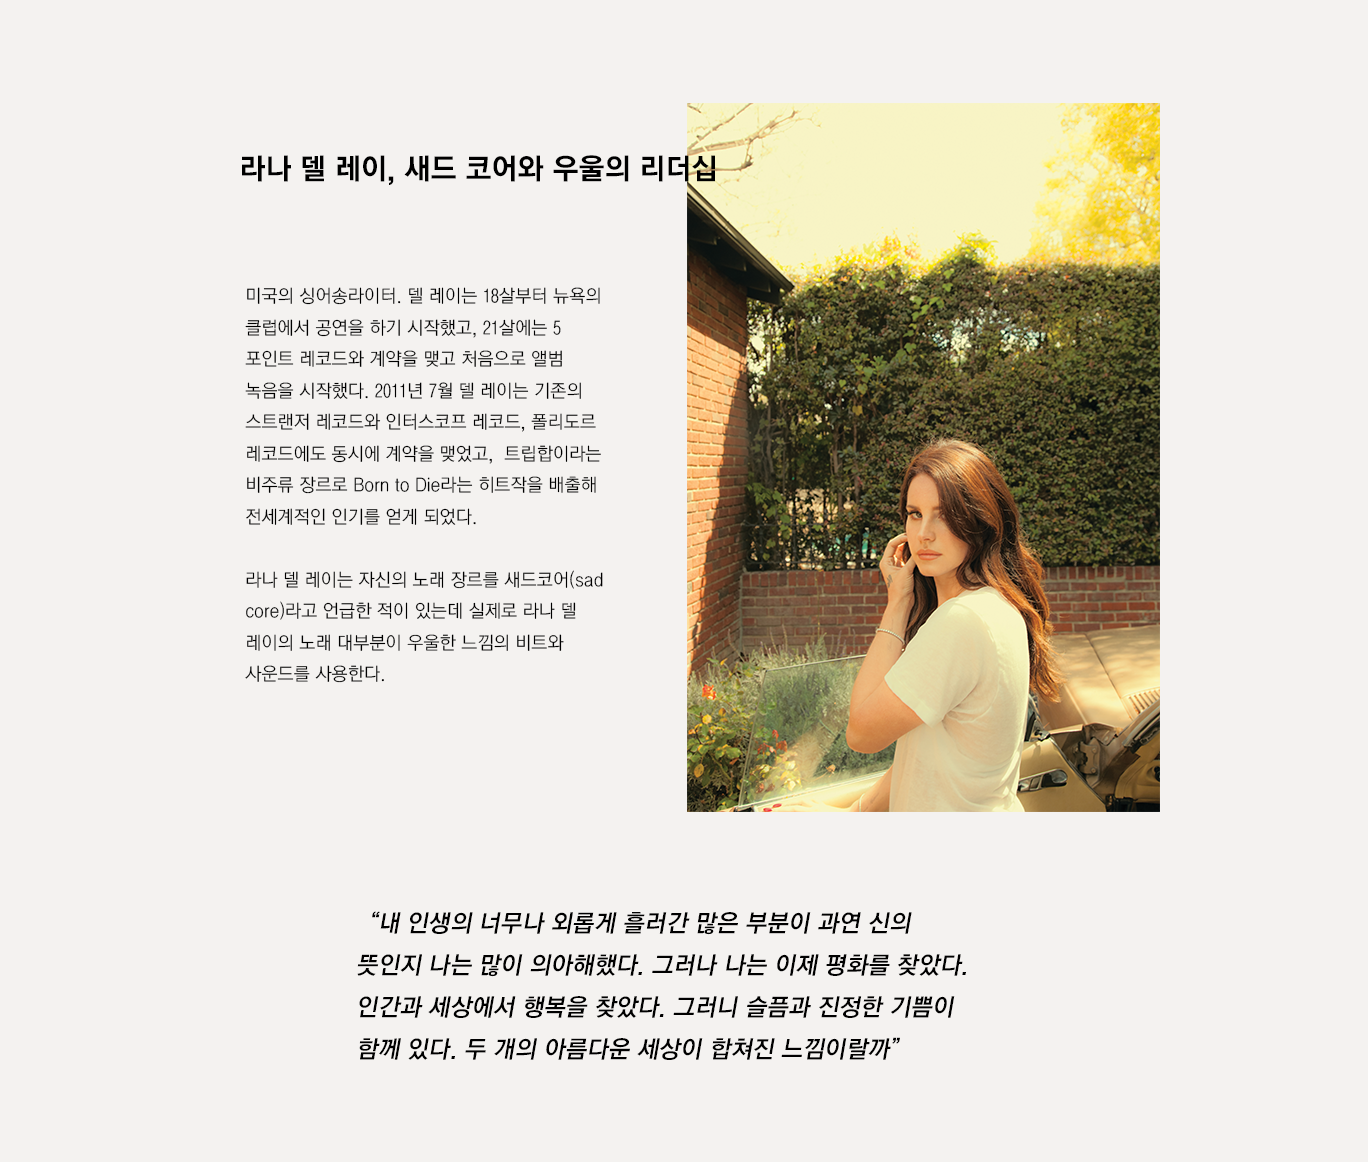 라나 델 레이, 새드 코어와 우울의 리더십
미국의 싱어송라이터. 델 레이는 18살부터 뉴욕의
클럽에서 공연을 하기 시작했고, 21살에는 5
포인트 레코드와 계약을 맺고 처음으로 앨범
녹음을 시작했다. 2011년 7월 델 레이는 기존의
스트랜저 레코드와 인터스코프 레코드, 폴리도르
레코드에도 동시에 계약을 맺었고, 트립합이라는
비주류 장르로 Born to Die라는 히트작을 배출해
전세계적인 인기를 얻게 되었다.
라나 델 레이는 자신의 노래 장르를 새드코어(sad
core)라고 언급한 적이 있는데 실제로 라나 델
레이의 노래 대부분이 우울한 느낌의 비트와
사운드를 사용한다.
“내 인생의 너무나 외롭게 흘러간 많은 부분이 과연 신의
뜻인지 나는 많이 의아해했다. 그러나 나는 이제 평화를 찾았다.
인간과 세상에서 행복을 찾았다. 그러니 슬픔과 진정한 기쁨이
함께 있다. 두 개의 아름다운 세상이 합쳐진 느낌이랄까”